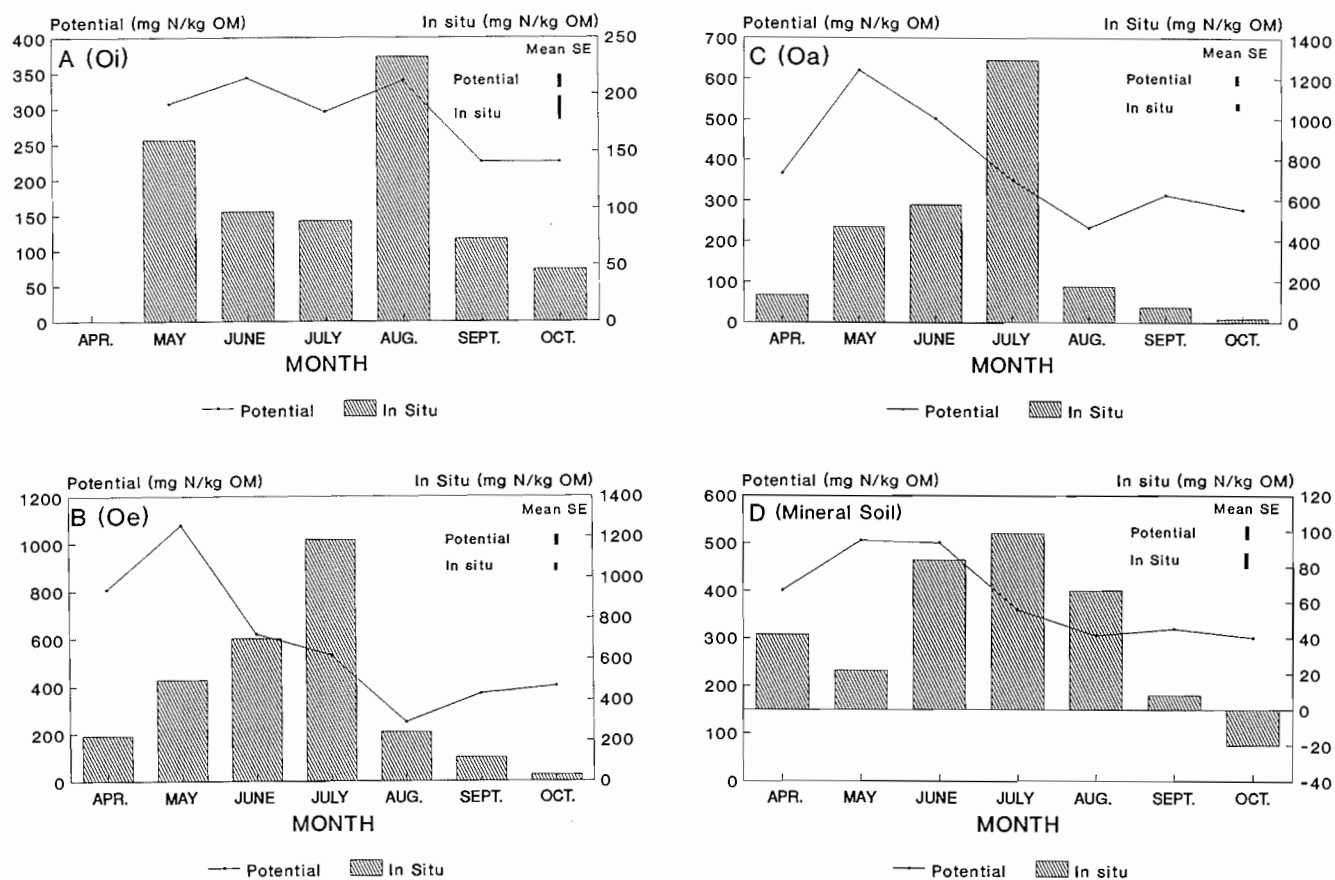 Potential (mg N/kg OM) In situ (mg N/kg OM)
400 250
A (Oi) Mean SE
350
Potential 200
300
In situ
250 150
200
150 100
100 50
50
0 0
APR. MAY JUNE JULY AUG. SEPT. OCT.
MONTH
Potential In Situ
Potential (mg N/kg OM) In Situ (mg N/kg OM)
700 1400
C (Oa) Mean SE
600 Potential 1200
In situ
500 1000
400 800
300 600
200 400
100 200
0 0
APR. MAY JUNE JULY AUG. SEPT. OCT.
MONTH
Potential In Situ
Potential (mg N/kg OM) In Situ (mg N/kg OM)
1200 1400
B (Oe) Mean SE
1000 Potential 1200
In situ
1000
800
800
600
600
400
400
200 200
0 0
APR. MAY JUNE JULY AUG. SEPT. OCT.
MONTH
Potential In Situ
Potential (mg N/kg OM) In situ (mg N/kg OM)
600 120
D (Mineral Soil) Mean SE
500 Potential 100
In Situ 80
400 60
300 40
200 20
0
100 -20
0 -40
APR. MAY JUNE JULY AUG. SEPT. OCT.
MONTH
Potential In situ